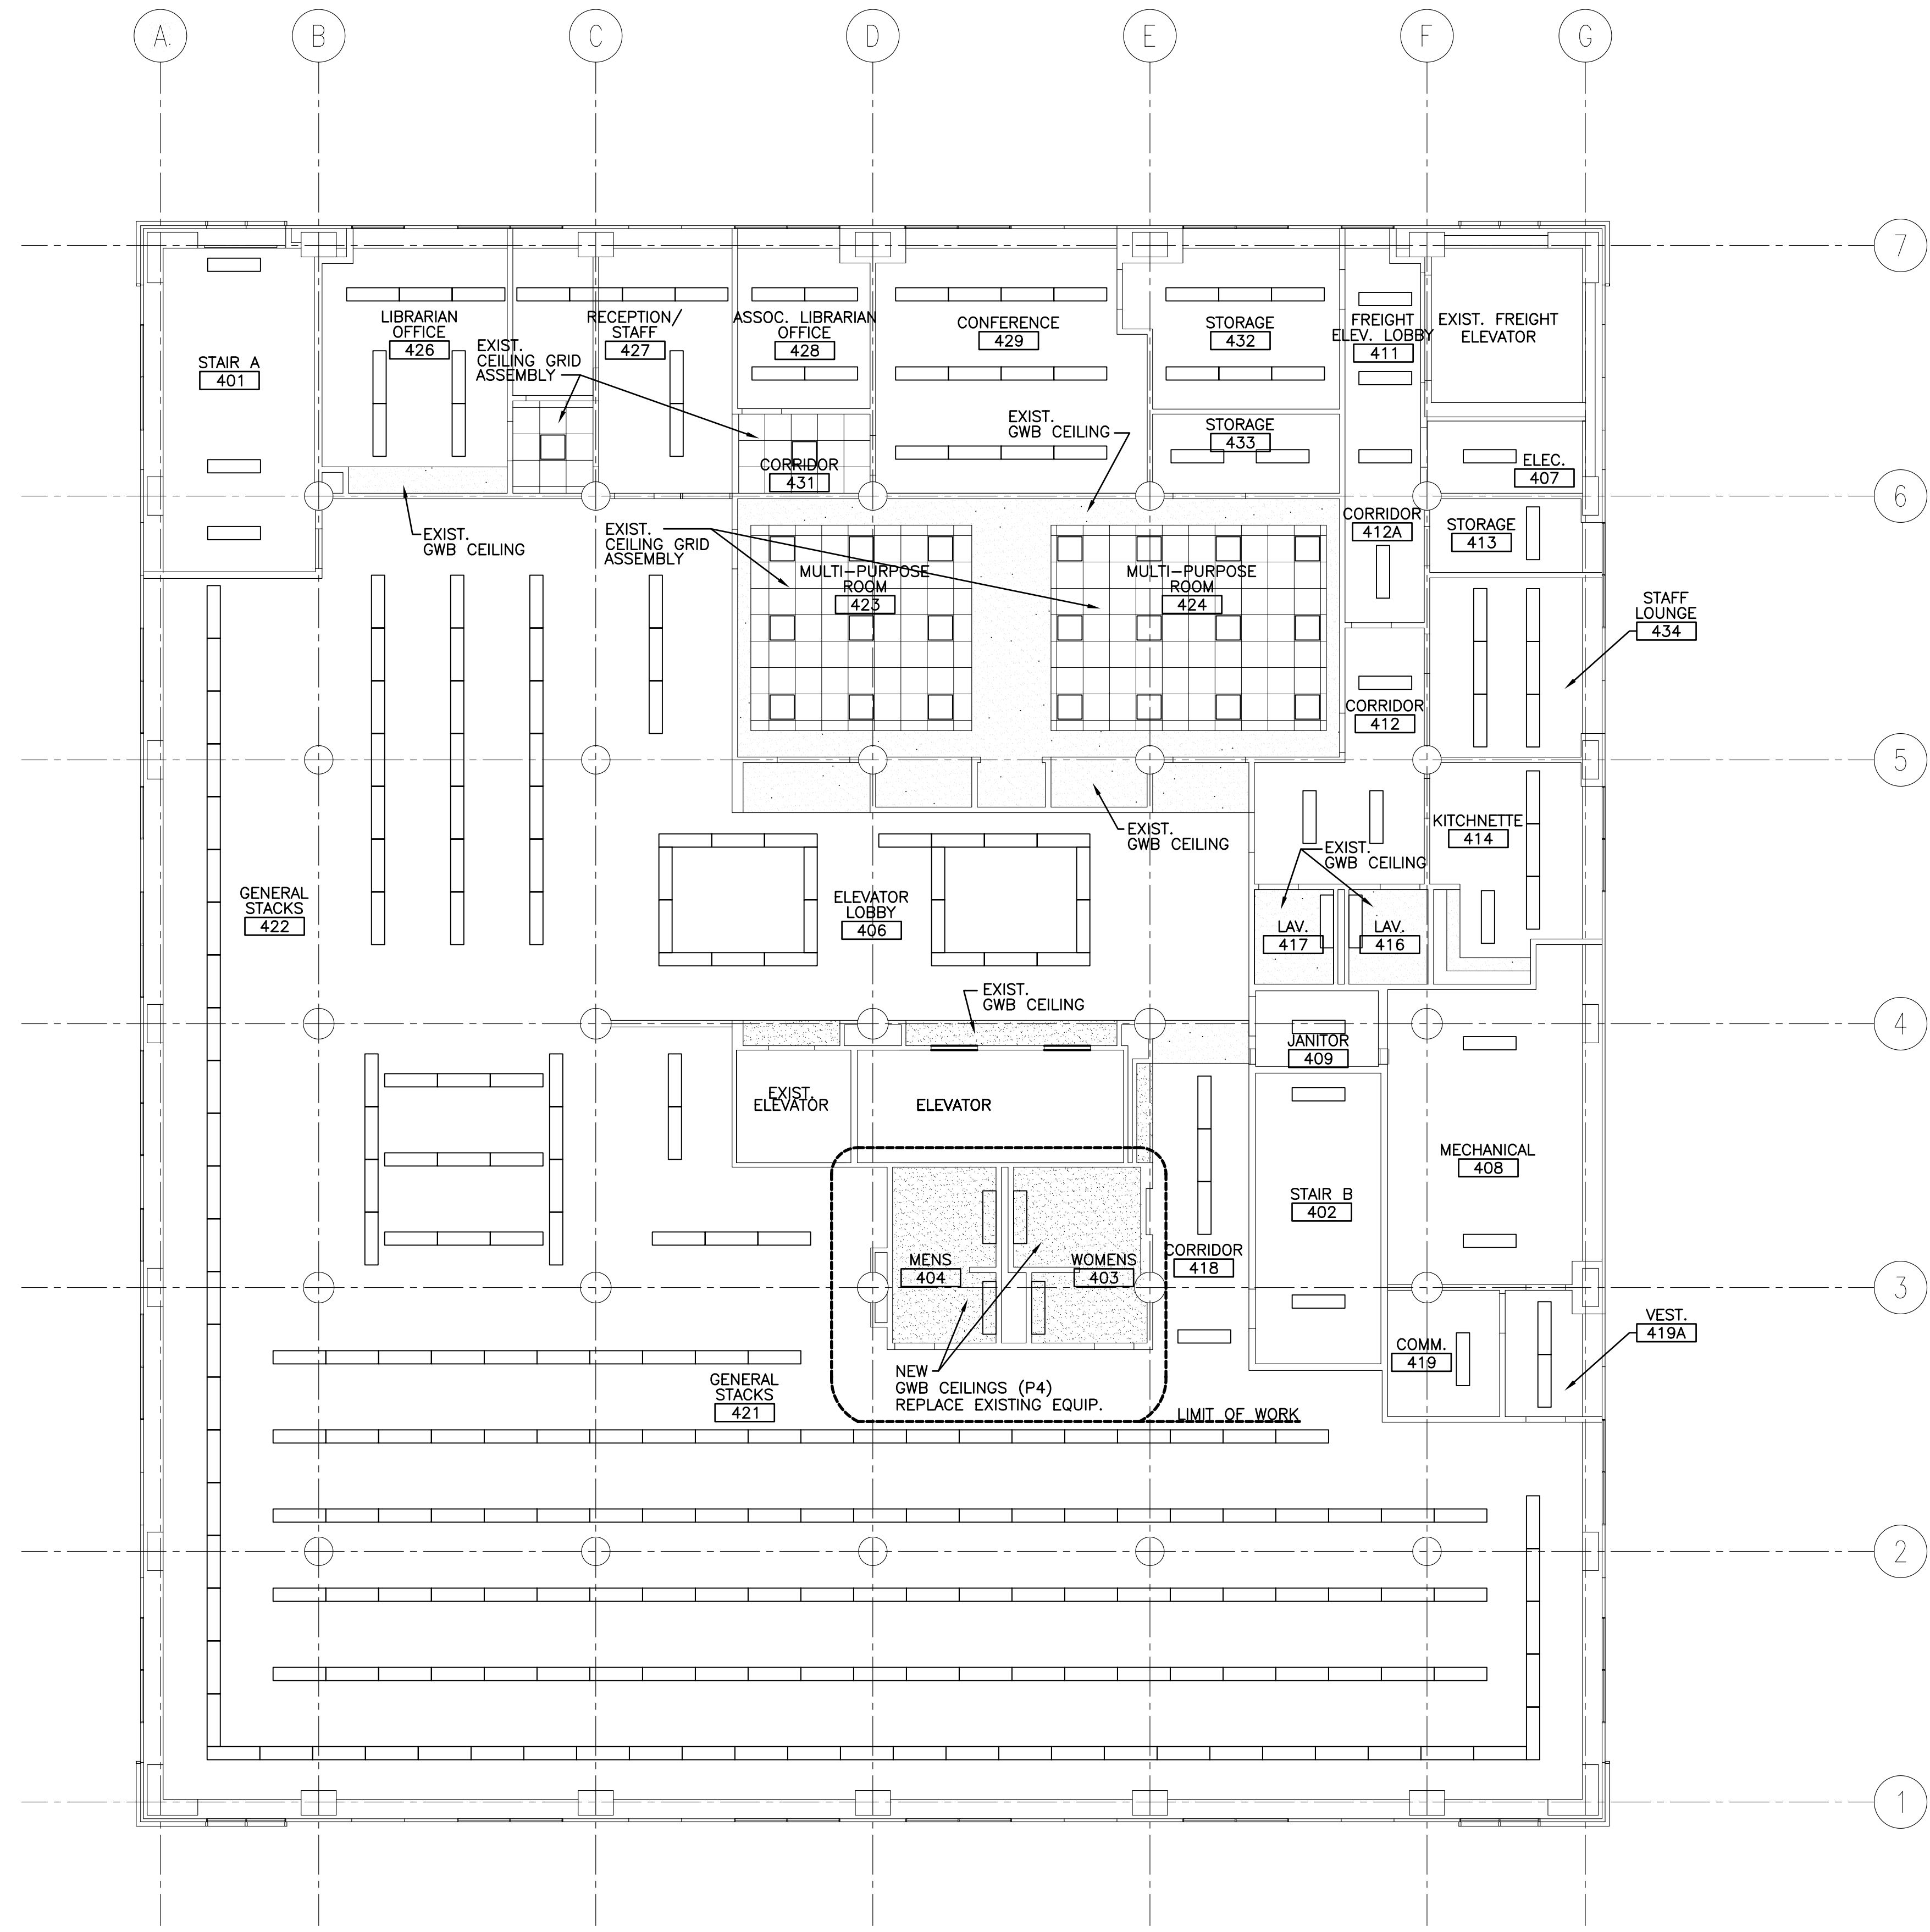 A.
B
C
D
E
F
G
7
LIBRARIAN
OFFICE
426
RECEPTION/
STAFF
427
ASSOC. LIBRARIAN
OFFICE
428
CONFERENCE
429
STORAGE
432
FREIGHT
ELEV. LOBBY
411
EXIST. FREIGHT
ELEVATOR
STAIR A
401
EXIST.
CEILING GRID
ASSEMBLY
EXIST.
GWB CEILING
STORAGE
433
CORRIDOR
431
ELEC.
407
6
EXIST.
GWB CEILING
EXIST.
CEILING GRID
ASSEMBLY
CORRIDOR
412A
STORAGE
413
MULTI-PURPOSE
ROOM
423
MULTI-PURPOSE
ROOM
424
STAFF
LOUNGE
434
CORRIDOR
412
5
EXIST.
GWB CEILING
KITCHNETTE
414
EXIST.
GWB CEILING
GENERAL
STACKS
422
ELEVATOR
LOBBY
406
LAV.
417
LAV.
416
EXIST.
GWB CEILING
4
JANITOR
409
EXIST.
ELEVATOR
ELEVATOR
MECHANICAL
408
STAIR B
402
MENS
404
WOMENS
403
CORRIDOR
418
3
VEST.
419A
COMM.
419
NEW
GWB CEILINGS (P4)
REPLACE EXISTING EQUIP.
GENERAL
STACKS
421
LIMIT OF WORK
2
1